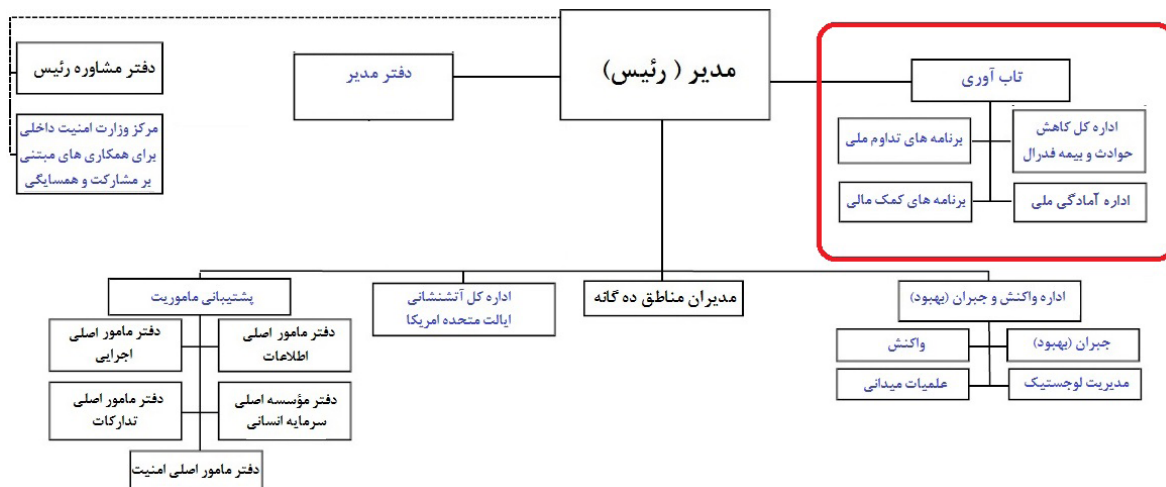 مدیر ( رئیس)
دفتر مدیر
دفتر مشاوره رئیس
مرکز وزارت امنیت داخلی
برای همکاری های مبتنی
بر مشارکت و همسایگی
تاب آوری
اداره کل کاهش
حوادث و بیمه فدرال
برنامه های تداوم ملی
اداره آمادگی ملی
برنامه های کمک مالی
اداره واکنش و جبران (بهبود)
جبران (بهبود)
واکنش
مدیریت لوجستیک
علمیات میدانی
مدیران مناطق ده گانه
اداره کل آتشنشانی
ایالت متحده امریکا
پشتیبانی ماموریت
دفتر مامور اصلی
اطلاعات
دفتر مامور اصلی
اجرایی
دفتر مؤسسه اصلی
سرمایه انسانی
دفتر مامور اصلی
تدارکات
دفتر مامور اصلی امنیت